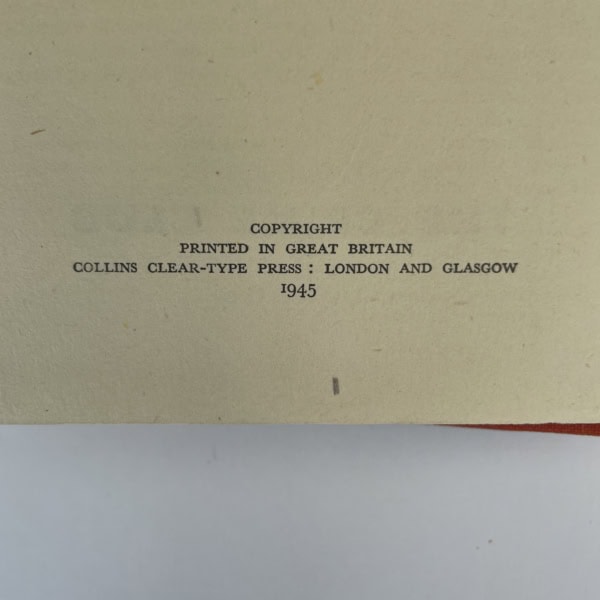 COPYRIGHT
PRINTED IN GREAT BRITAIN
COLLINS CLEAR-TYPE PRESS : LONDON AND GLASGOW
1945